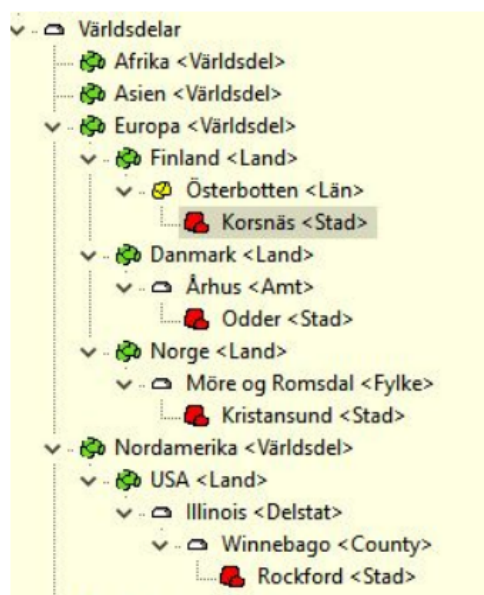 Världsdelar
Afrika <Världsdel>
Asien <Världsdel>
Europa <Världsdel>
Finland <Land>
Österbotten <Län>
Korsnäs <Stad>
Danmark <Land>
Århus <Amt>
Odder <Stad>
Norge <Land>
Möre og Romsdal <Fylke>
Kristansund <Stad>
Nordamerika <Världsdel>
USA <Land>
Illinois <Delstat>
Winnebago <County>
Rockford <Stad>